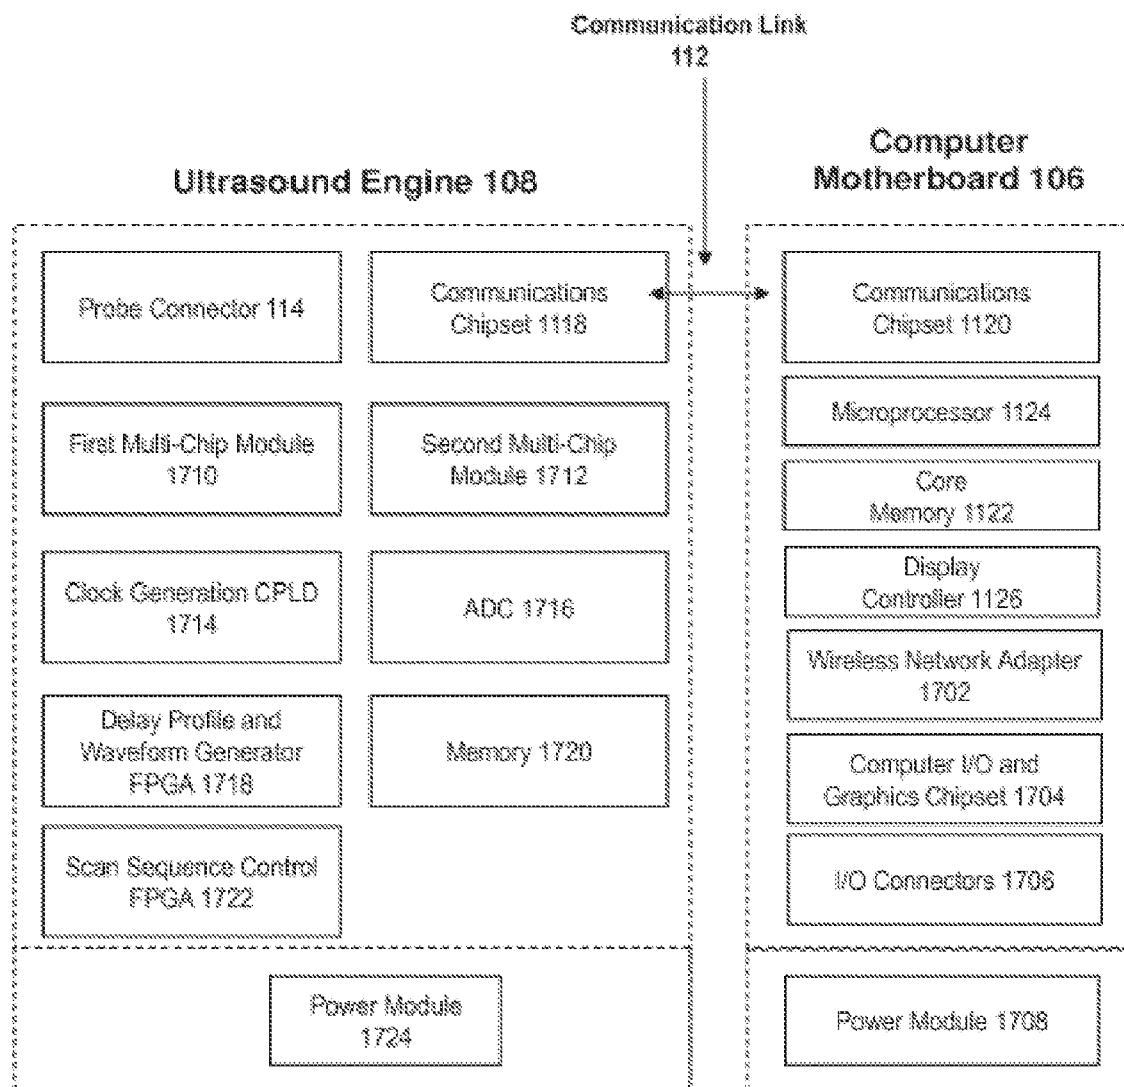 Communication Link
112
Ultrasound Engine 108
Computer
Motherboard 106
Probe Connector 114
Communications
Chipset 1118
First Multi-Chip Module
1710
Second Multi-Chip
Module 1712
Clock Generation CPLD
1714
ADC 1716
Delay Profile and
Waveform Generator
FPGA 1718
Memory 1720
Scan Sequence Control
FPGA 1722
Power Module
1724
Communications
Chipset 1120
Microprocessor 1124
Core
Memory 1122
Display
Controller 1126
Wireless Network Adapter
1702
Computer I/O and
Graphics Chipset 1704
I/O Connectors 1706
Power Module 1708